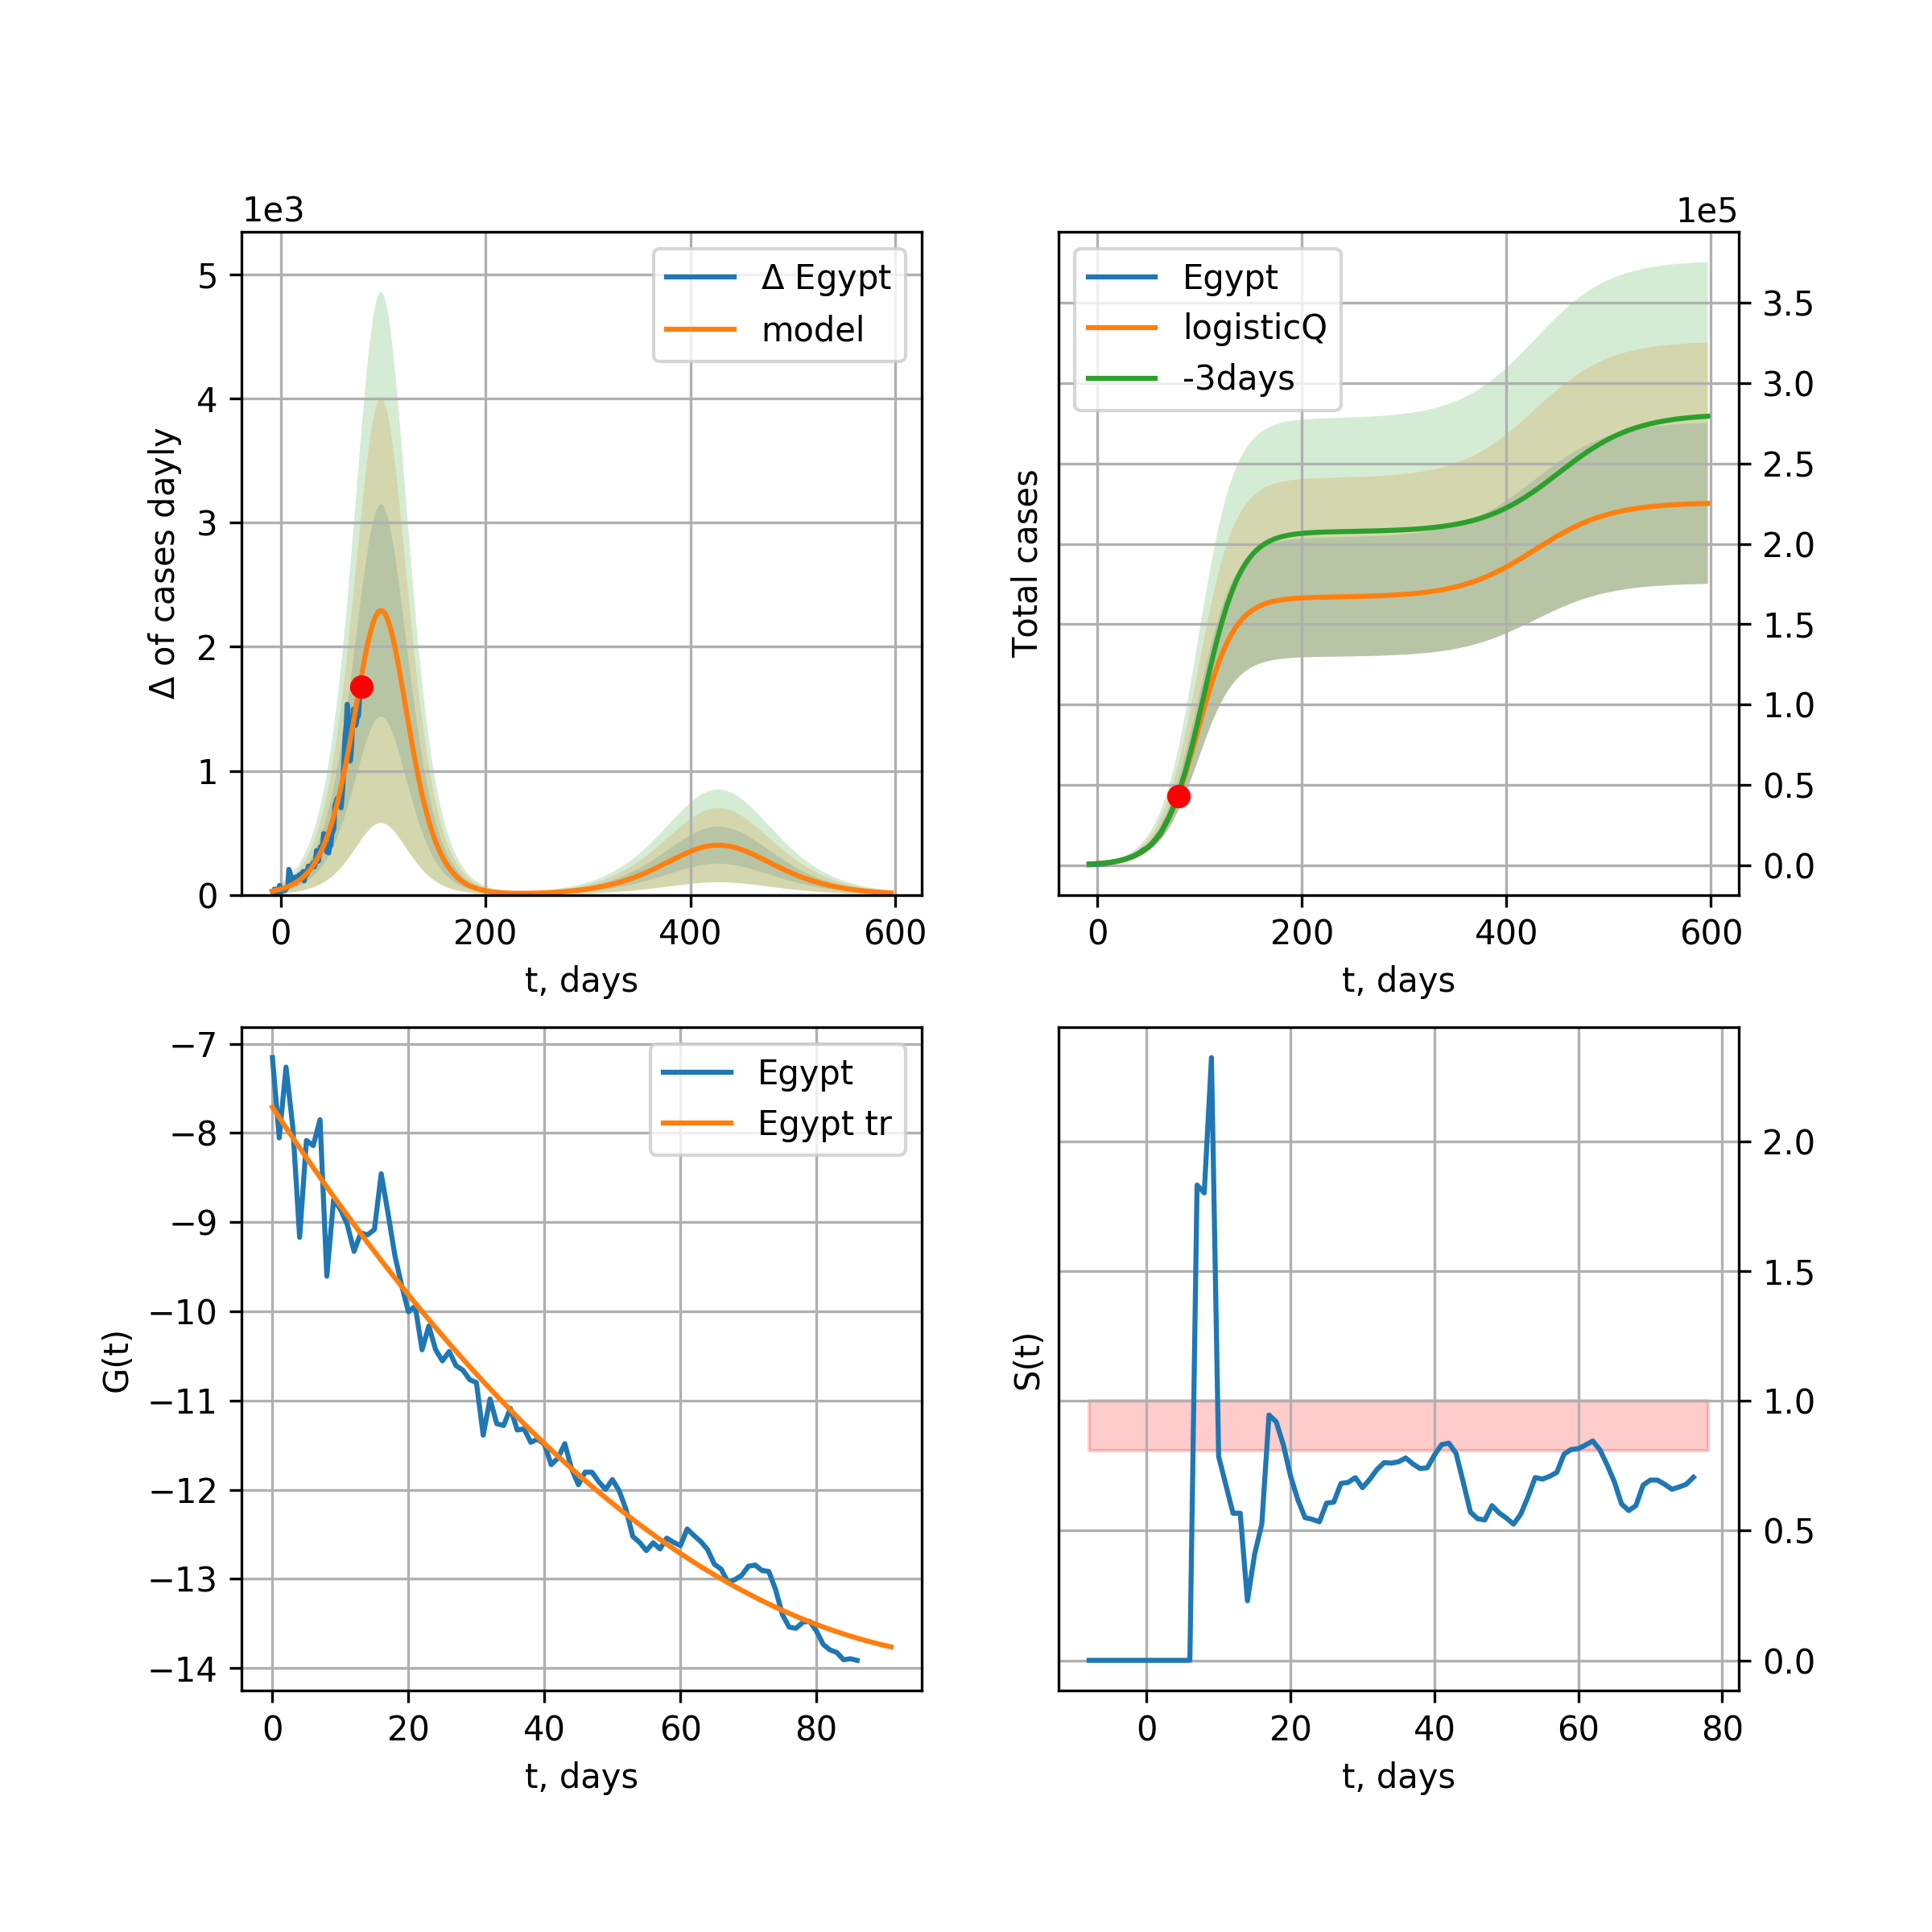 1e3
Δ of cases dayly
5
4
3
2
1
0
0 200 400 600
t, days
Δ Egypt
model
1e5
Total cases
3.5
3.0
2.5
2.0
1.5
1.0
0.5
0.0
0 200 400 600
t, days
Egypt
logisticQ
-3days
G(t)
−7
−8
−9
−10
−11
−12
−13
−14
0 20 40 60 80
t, days
Egypt
Egypt tr
S(t)
2.0
1.5
1.0
0.5
0.0
0 20 40 60 80
t, days